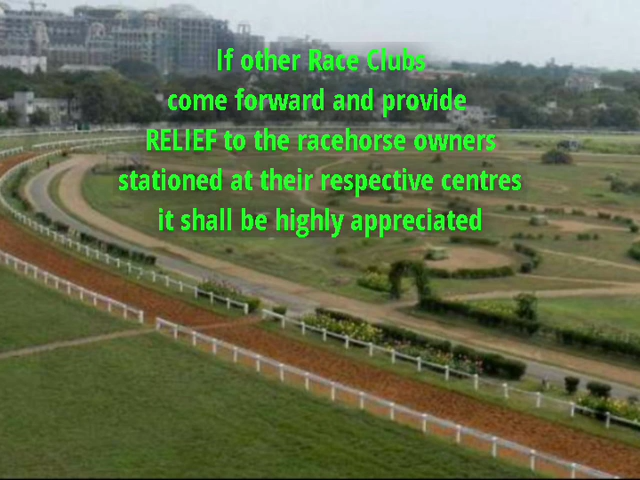 If other Race Clubs
come forward and provide
RELIEF to the racehorse owners
stationed at their respective centres
it shall be highly appreciated